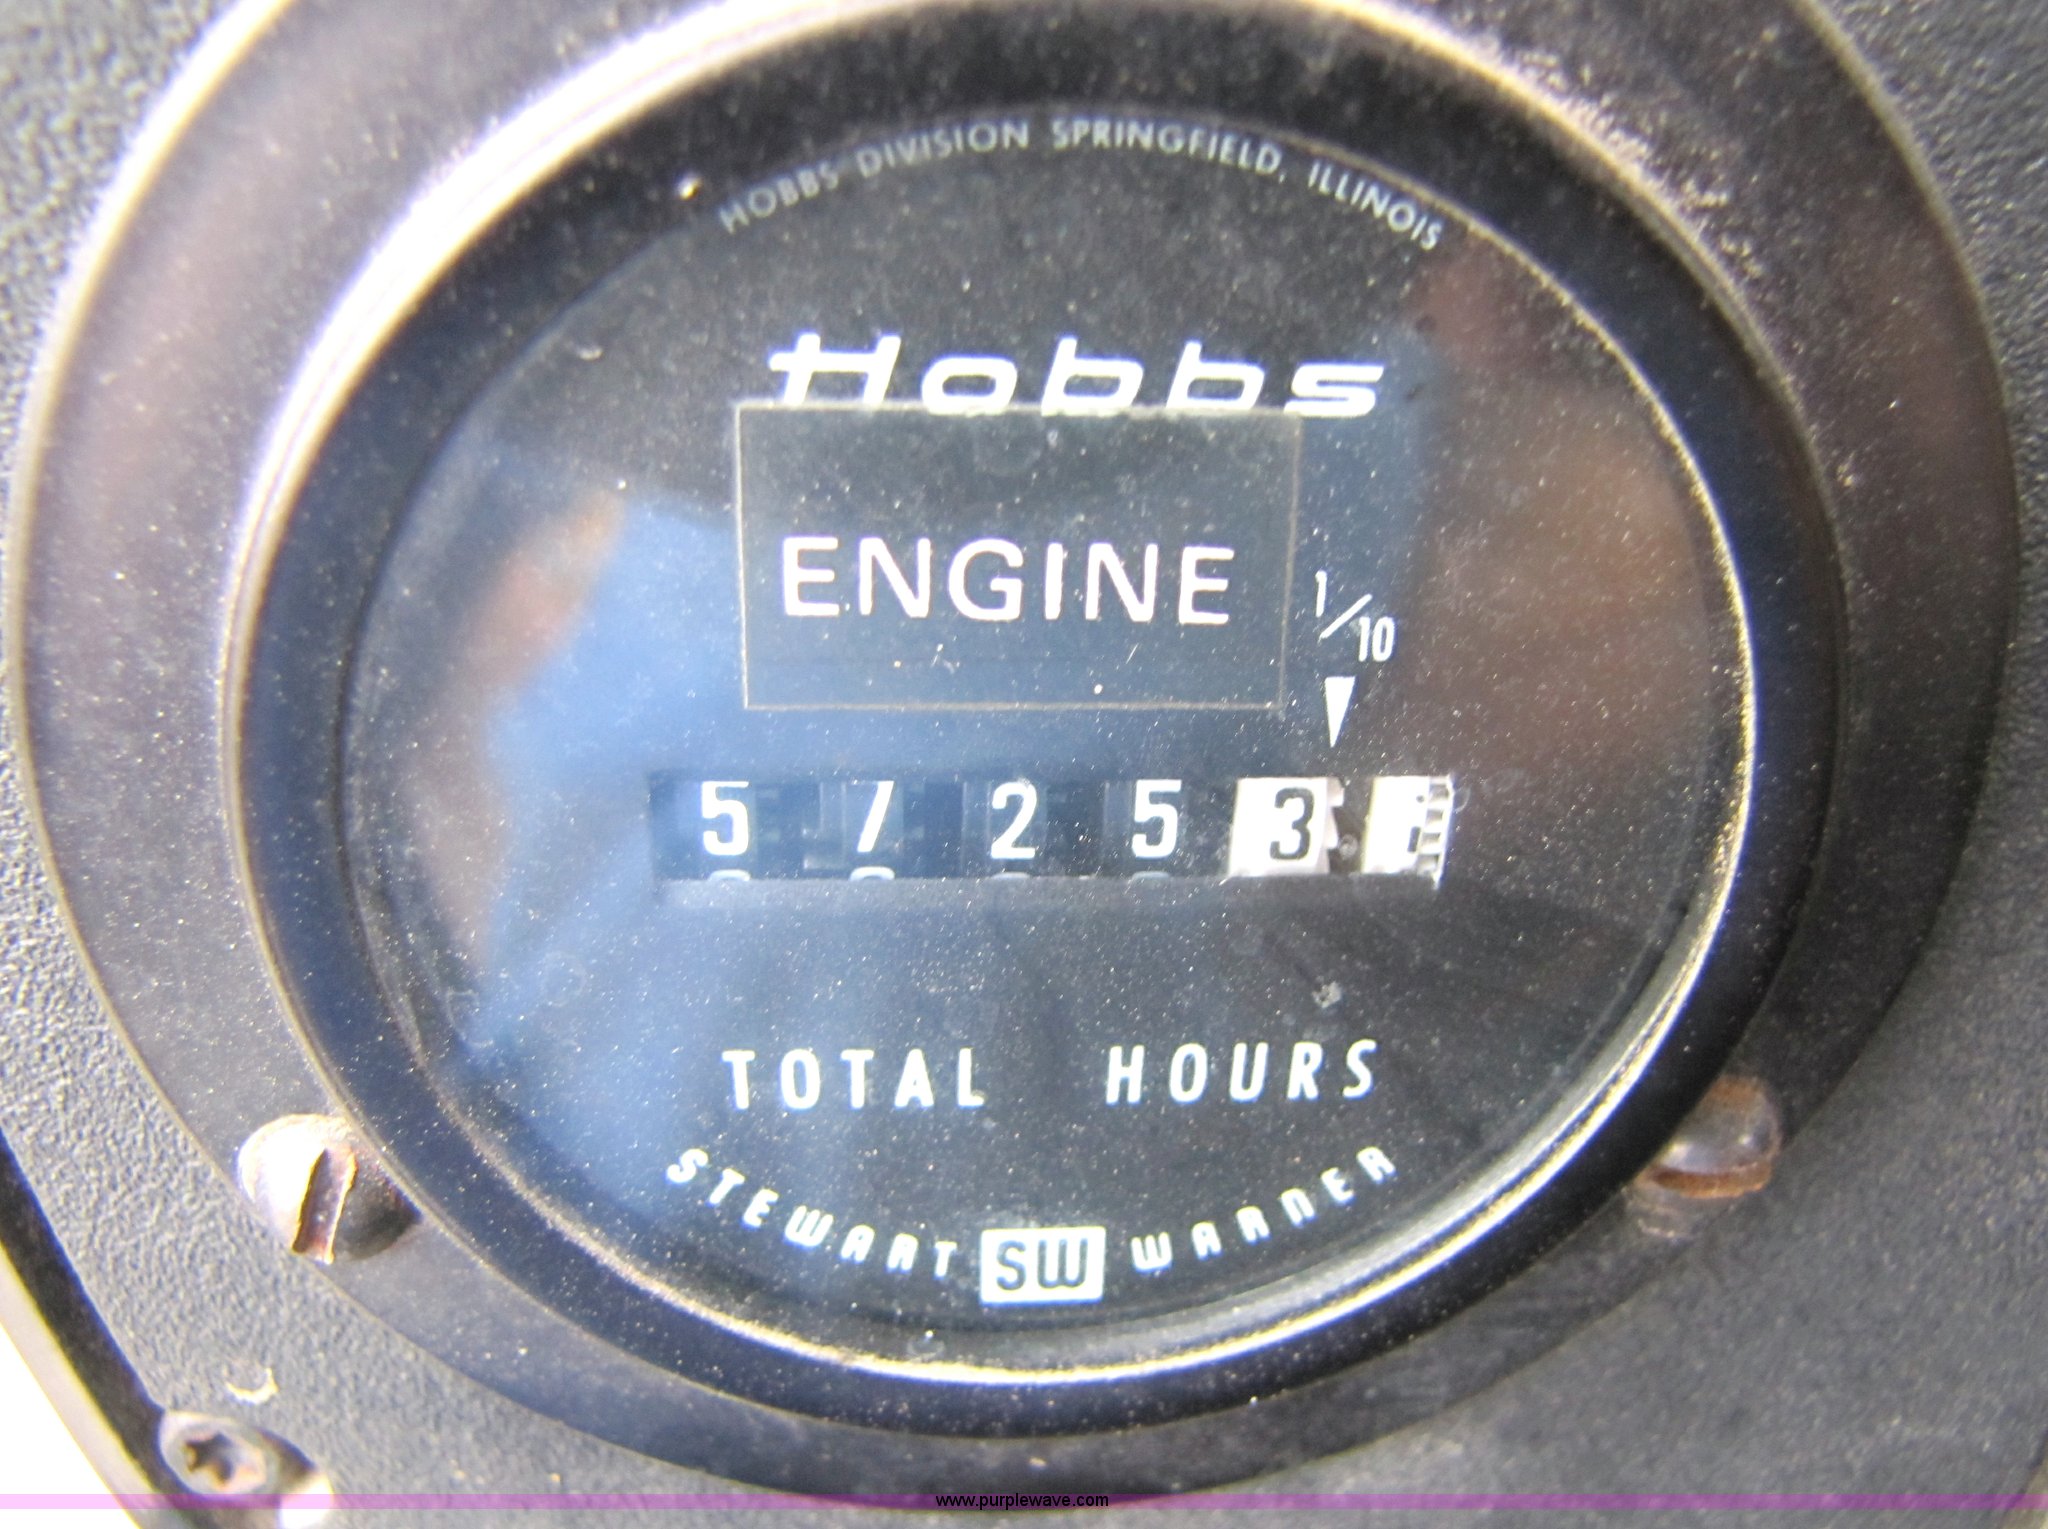 HOBBS DIVISION SPRINGFIELD, ILLINOIS
Hobbs
ENGINE
1/10
5 7 2 5 3
TOTAL HOURS
STEWART SW WARNER
www.purplewave.com